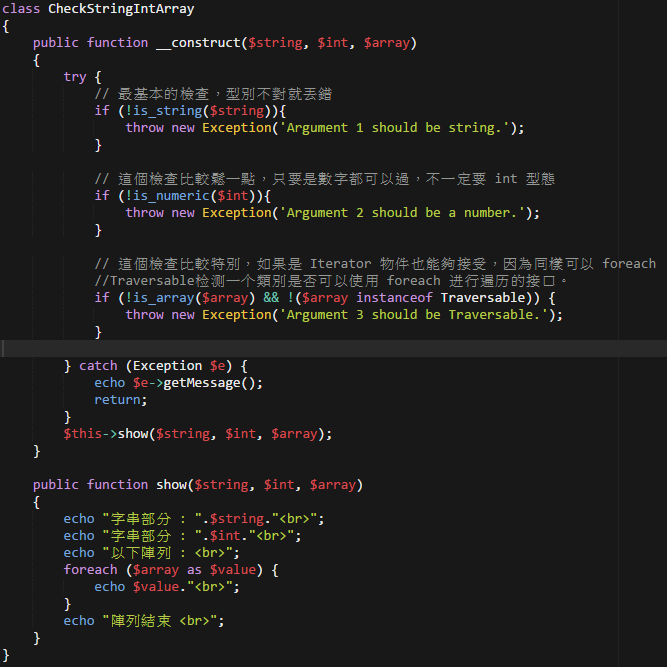 class CheckStringIntArray
{
    public function __construct($string, $int, $array)
    {
        try {
            // 最基本的檢查，型別不對就丟錯
            if (!is_string($string)){
                throw new Exception('Argument 1 should be string.');
            }

            // 這個檢查比較鬆一點，只要是數字都可以過，不一定要 int 型態
            if (!is_numeric($int)){
                throw new Exception('Argument 2 should be a number.');
            }

            // 這個檢查比較特別，如果是 Iterator 物件也能夠接受，因為同樣可以 foreach
            //Traversable检测一个類別是否可以使用 foreach 进行遍历的接口。
            if (!is_array($array) && !($array instanceof Traversable)) {
                throw new Exception('Argument 3 should be Traversable.');
            }

        } catch (Exception $e) {
            echo $e->getMessage();
            return;
        }
        $this->show($string, $int, $array);
    }

    public function show($string, $int, $array)
    {
        echo "字串部分 : ".$string."<br>";
        echo "字串部分 : ".$int."<br>";
        echo "以下陣列 : <br>";
        foreach ($array as $value) {
            echo $value."<br>";
        }
        echo "陣列結束 <br>";
    }
}